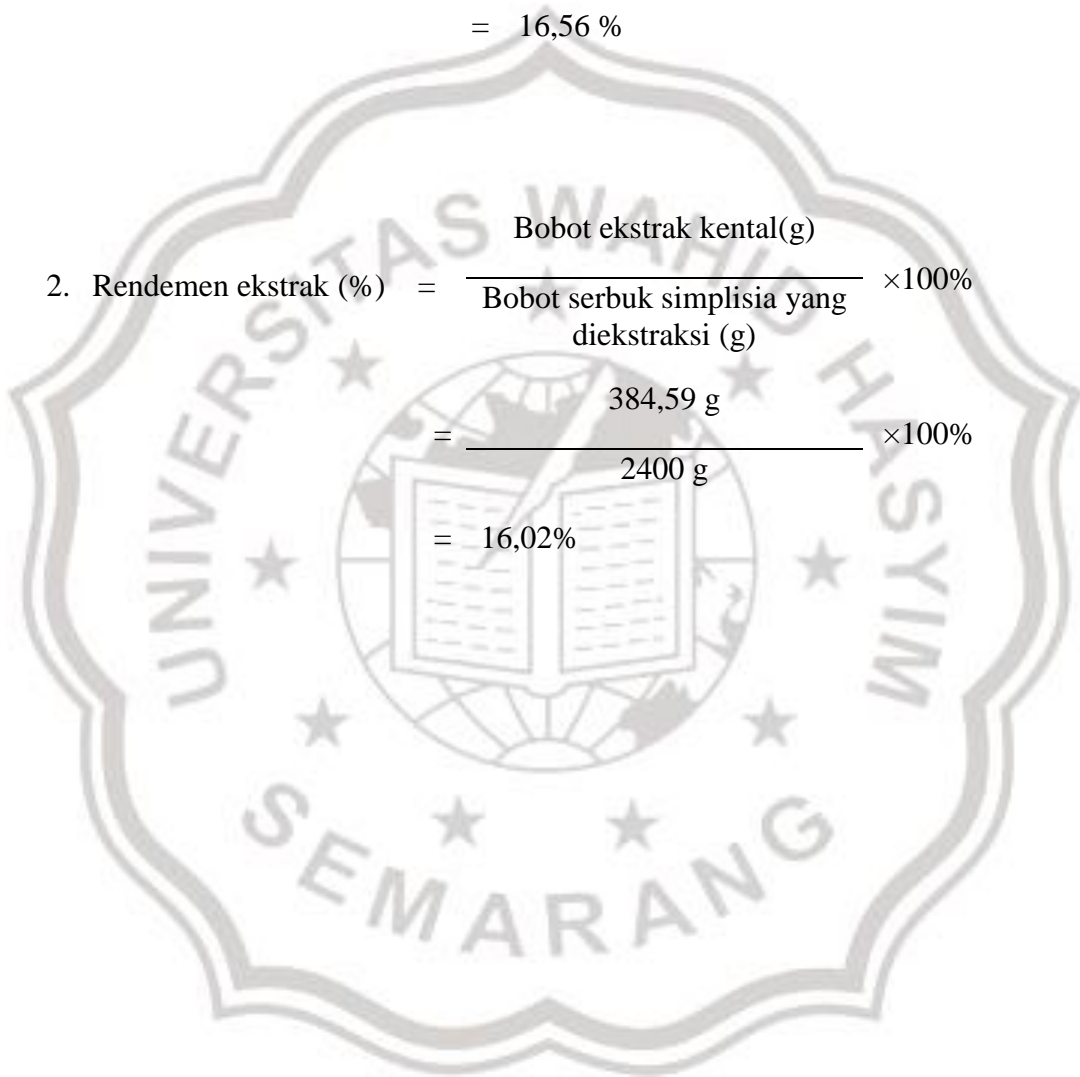 = 16,56 %
Bobot ekstrak kental(g)
2. Rendemen ekstrak (%) = ×100%
Bobot serbuk simplisia yang
diekstraksi (g)
384,59 g
= ×100%
2400 g
= 16,02%
UNIVERSITAS WAHID HASYIM
SEMARANG